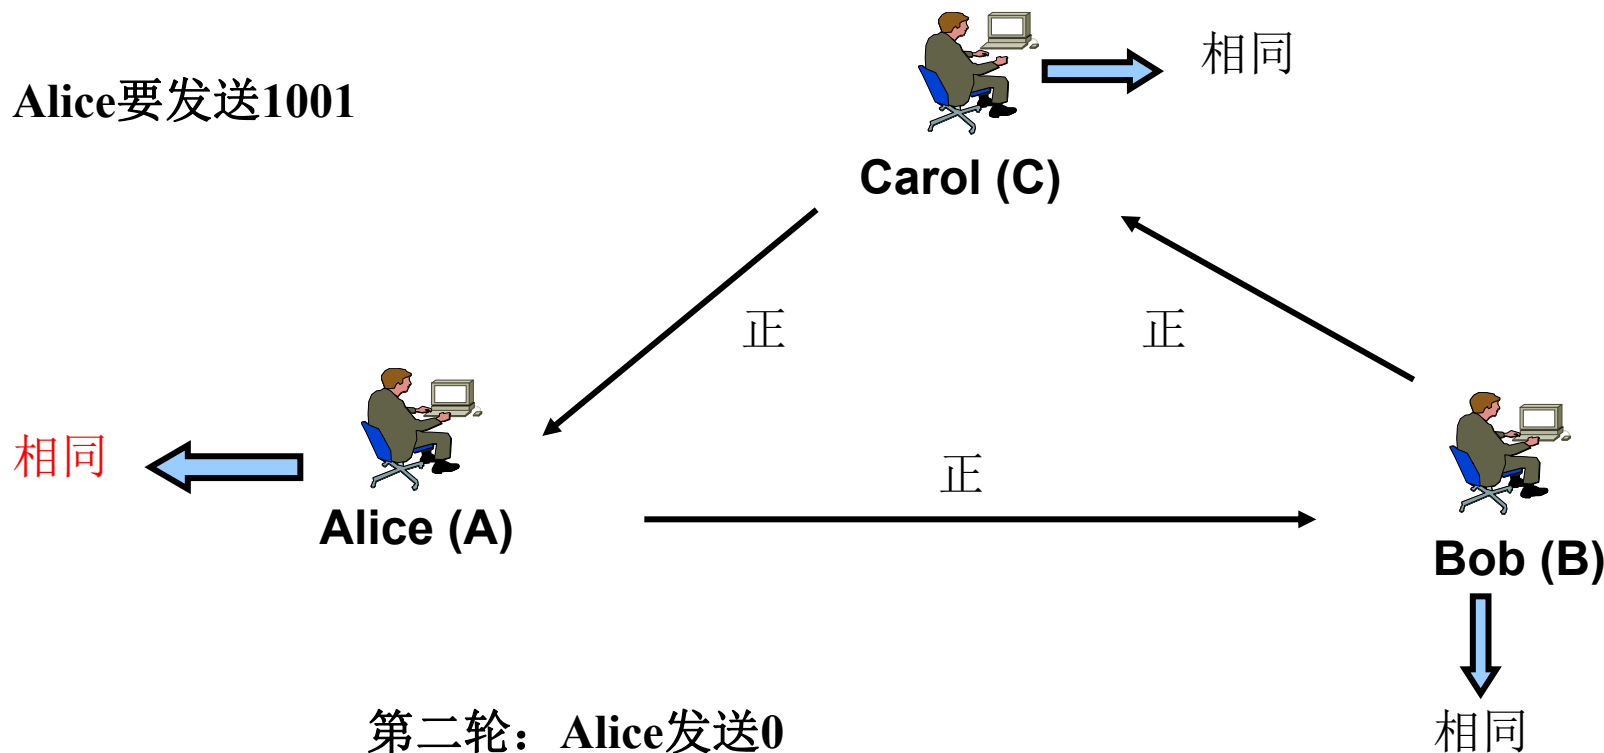 相同
Alice要发送1001
Carol (C)
正
正
相同
正
Alice (A)
Bob (B)
第二轮：Alice发送0
相同